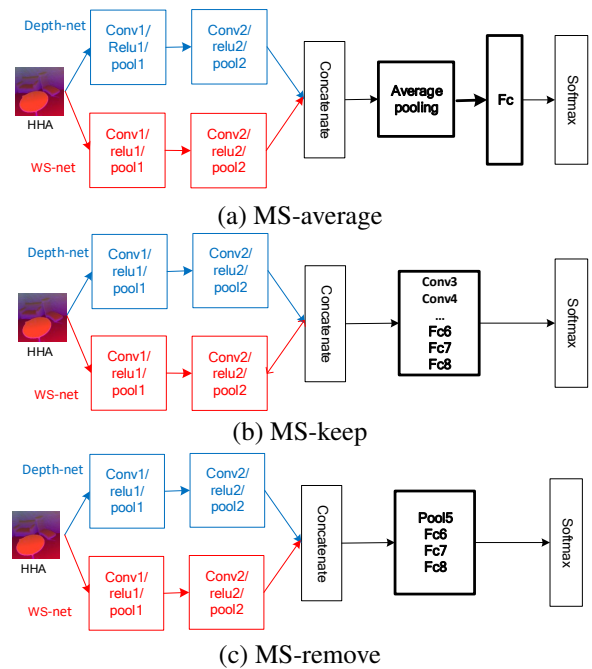 Depth-net
Conv1/
Relu1/
pool1
Conv2/
relu2/
pool2
HHA
WS-net
Conv1/
relu1/
pool1
Conv2/
relu2/
pool2
Concatenate
Average
pooling
Fc
Softmax
(a) MS-average
Depth-net
Conv1/
relu1/
pool1
Conv2/
relu2/
pool2
HHA
WS-net
Conv1/
relu1/
pool1
Conv2/
relu2/
pool2
Concatenate
Conv3
Conv4
...
Fc6
Fc7
Fc8
Softmax
(b) MS-keep
Depth-net
Conv1/
relu1/
pool1
Conv2/
relu2/
pool2
HHA
WS-net
Conv1/
relu1/
pool1
Conv2/
relu2/
pool2
Concatenate
Pool5
Fc6
Fc7
Fc8
Softmax
(c) MS-remove